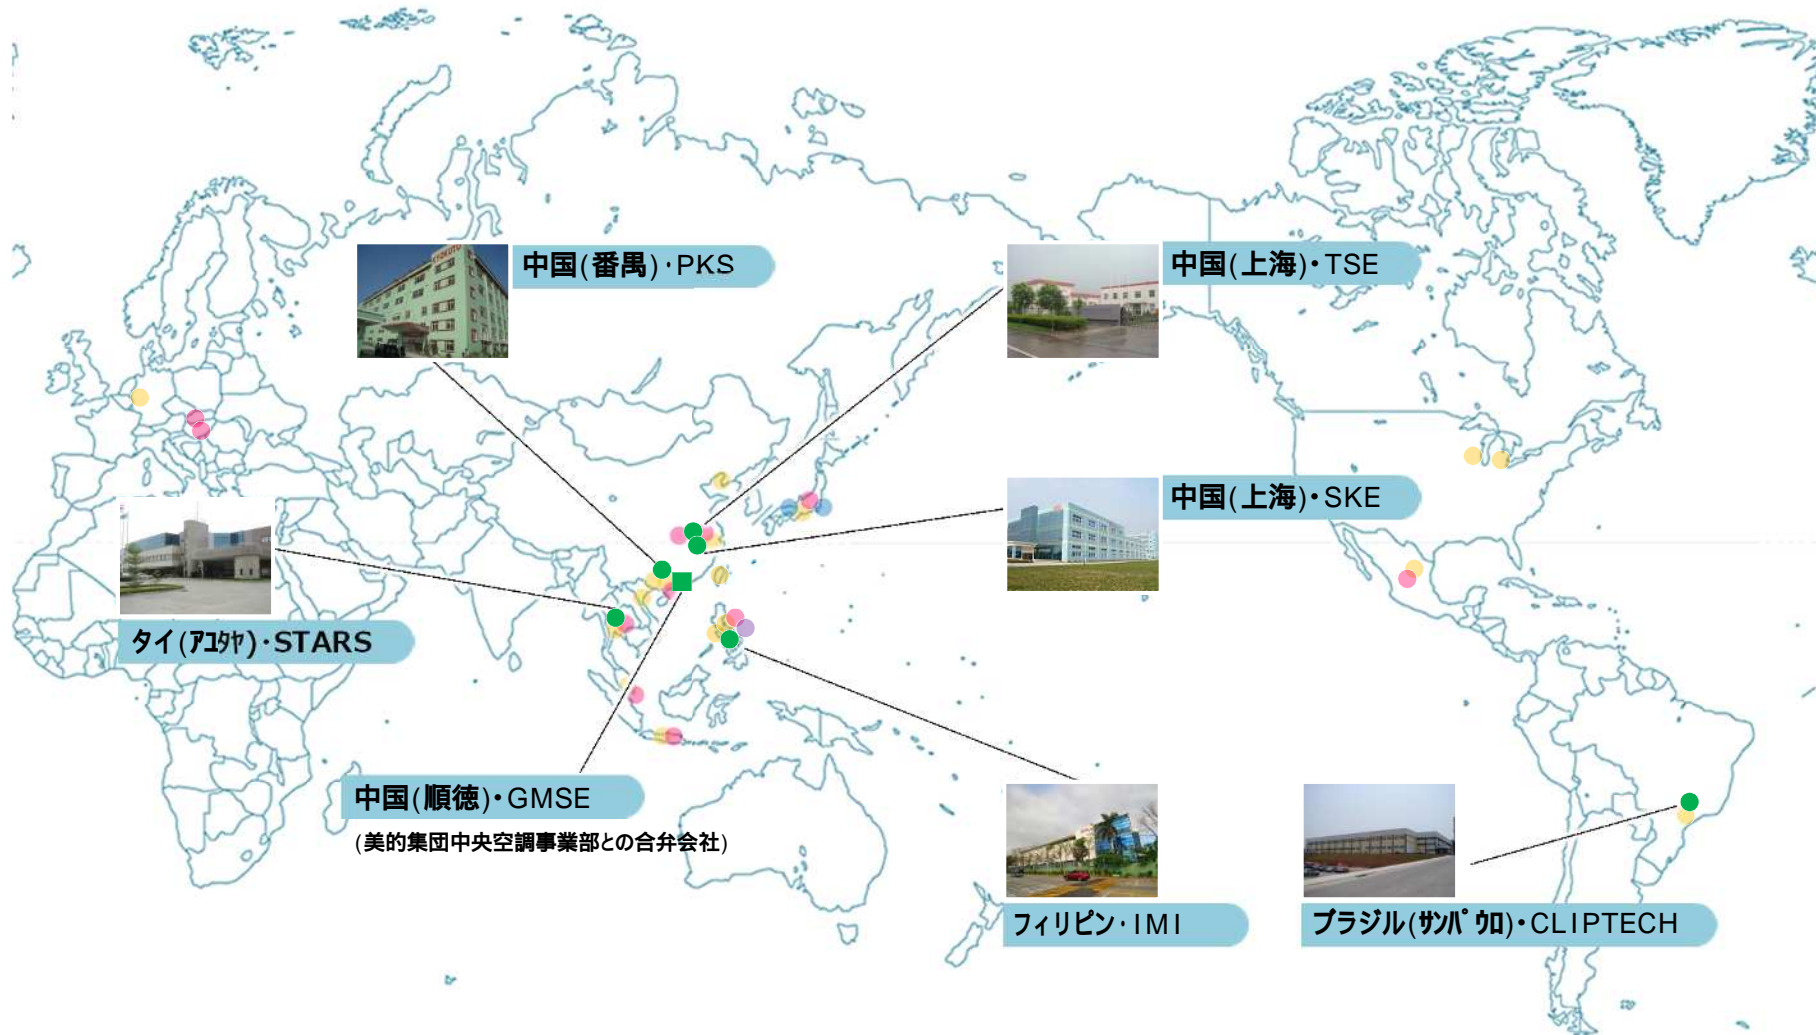 KYOKUTO
中国(番禺)・PKS
中国(上海)・TSE
中国(上海)・SKE
タイ(アユタヤ)・STARS
中国(順徳)・GMSE
(美的集団中央空調事業部との合弁会社)
フィリピン・IMI
ブラジル(サンパウロ)・CLIPTECH